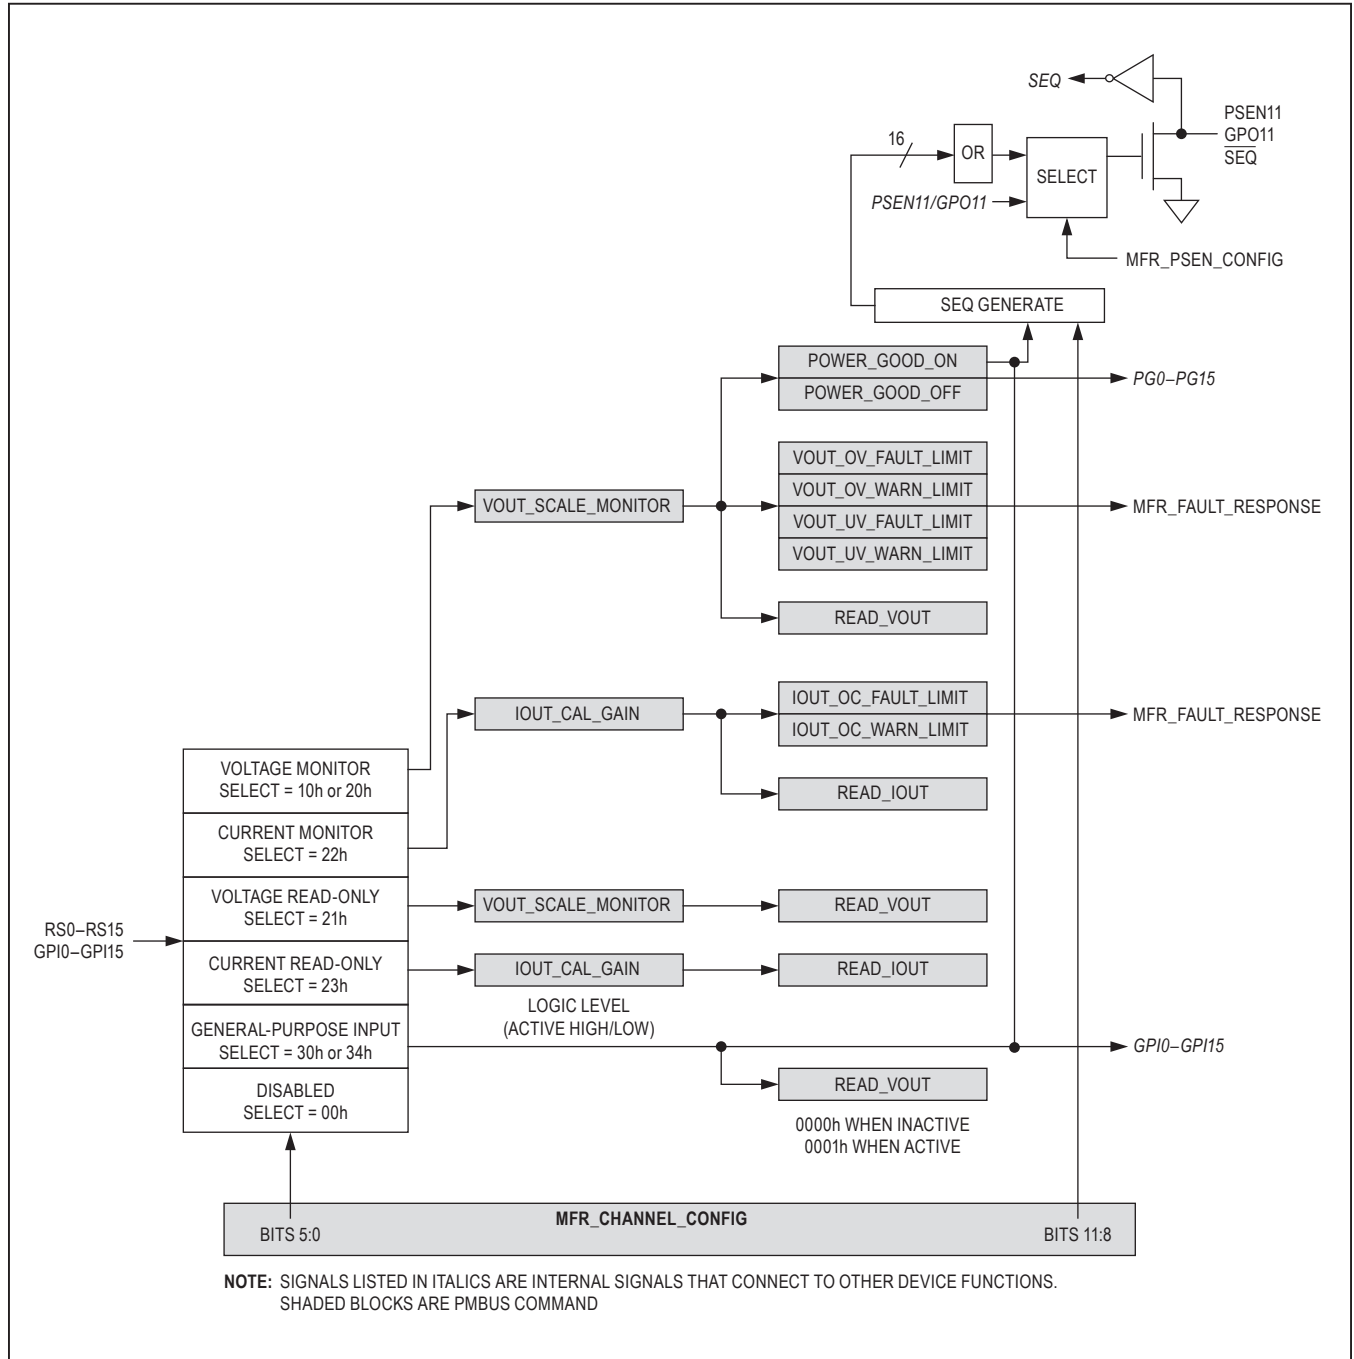 SEQ
PSEN11
GPO11
SEQ
16
OR
SELECT
PSEN11/GPO11
MFR_PSEN_CONFIG
SEQ GENERATE
POWER_GOOD_ON
POWER_GOOD_OFF
PG0–PG15
VOUT_OV_FAULT_LIMIT
VOUT_OV_WARN_LIMIT
VOUT_UV_FAULT_LIMIT
VOUT_UV_WARN_LIMIT
VOUT_SCALE_MONITOR
MFR_FAULT_RESPONSE
READ_VOUT
IOUT_CAL_GAIN
IOUT_OC_FAULT_LIMIT
IOUT_OC_WARN_LIMIT
MFR_FAULT_RESPONSE
READ_IOUT
VOLTAGE MONITOR
SELECT = 10h or 20h
CURRENT MONITOR
SELECT = 22h
VOLTAGE READ-ONLY
SELECT = 21h
VOUT_SCALE_MONITOR
READ_VOUT
RS0–RS15
GPI0–GPI15
CURRENT READ-ONLY
SELECT = 23h
IOUT_CAL_GAIN
READ_IOUT
LOGIC LEVEL
(ACTIVE HIGH/LOW)
GENERAL-PURPOSE INPUT
SELECT = 30h or 34h
GPI0–GPI15
DISABLED
SELECT = 00h
READ_VOUT
0000h WHEN INACTIVE
0001h WHEN ACTIVE
MFR_CHANNEL_CONFIG
BITS 5:0
BITS 11:8
NOTE: SIGNALS LISTED IN ITALICS ARE INTERNAL SIGNALS THAT CONNECT TO OTHER DEVICE FUNCTIONS.
SHADED BLOCKS ARE PMBUS COMMAND